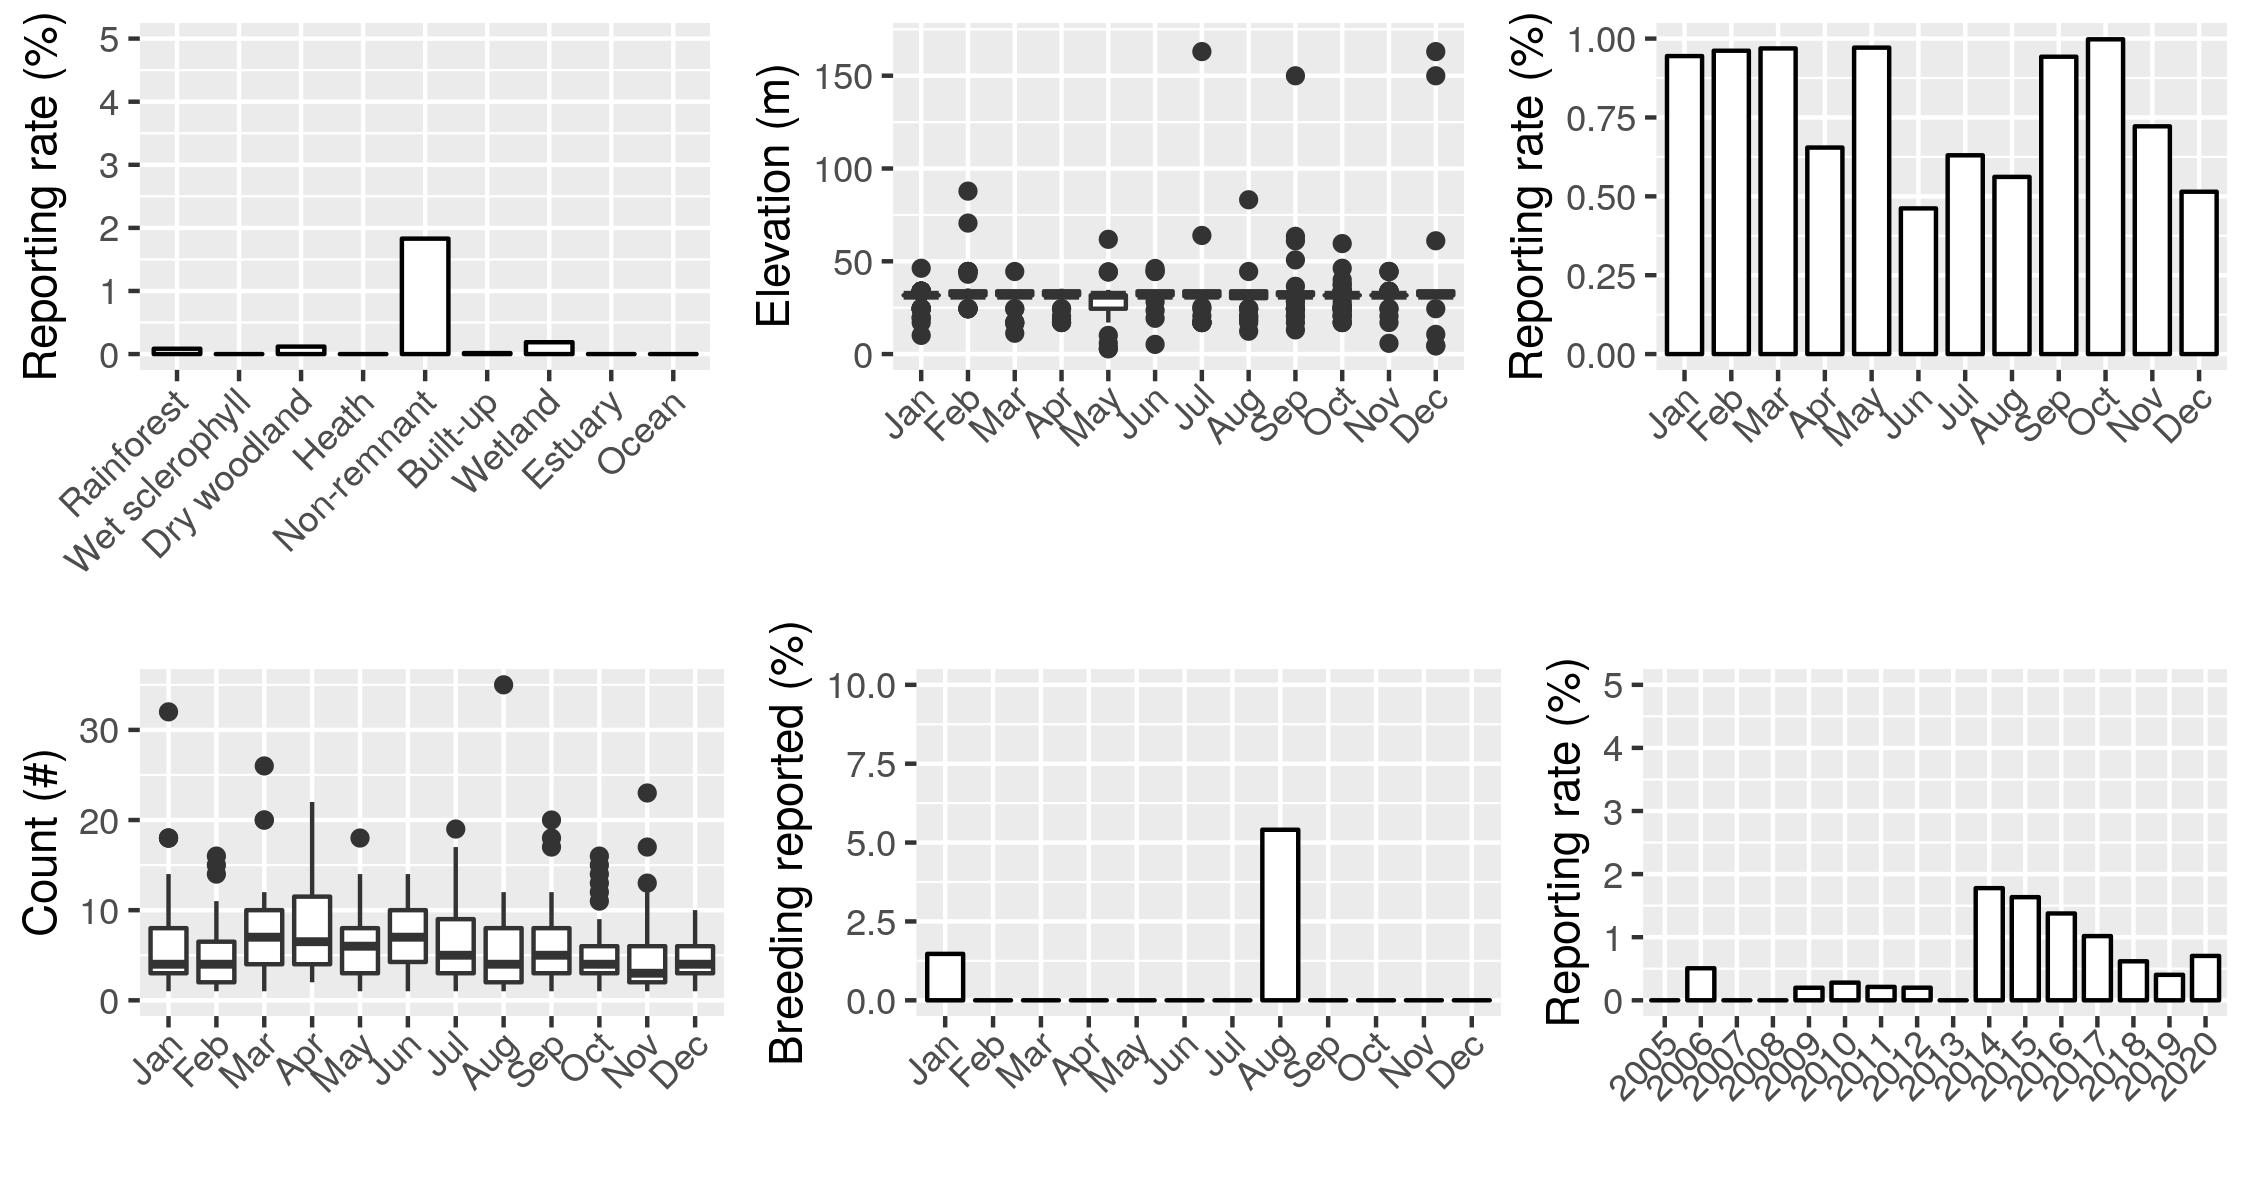 Reporting rate (%)
5
4
3
2
1
0
Rainforest
Wet sclerophyll
Dry woodland
Heath
Non-remnant
Built-up
Wetland
Estuary
Ocean
Elevation (m)
150
100
50
0
Jan
Feb
Mar
Apr
May
Jun
Jul
Aug
Sep
Oct
Nov
Dec
Reporting rate (%)
1.00
0.75
0.50
0.25
0.00
Jan
Feb
Mar
Apr
May
Jun
Jul
Aug
Sep
Oct
Nov
Dec
Count (#)
30
20
10
0
Jan
Feb
Mar
Apr
May
Jun
Jul
Aug
Sep
Oct
Nov
Dec
Breeding reported (%)
10.0
7.5
5.0
2.5
0.0
Jan
Feb
Mar
Apr
May
Jun
Jul
Aug
Sep
Oct
Nov
Dec
Reporting rate (%)
5
4
3
2
1
0
2005
2006
2007
2008
2009
2010
2011
2012
2013
2014
2015
2016
2017
2018
2019
2020